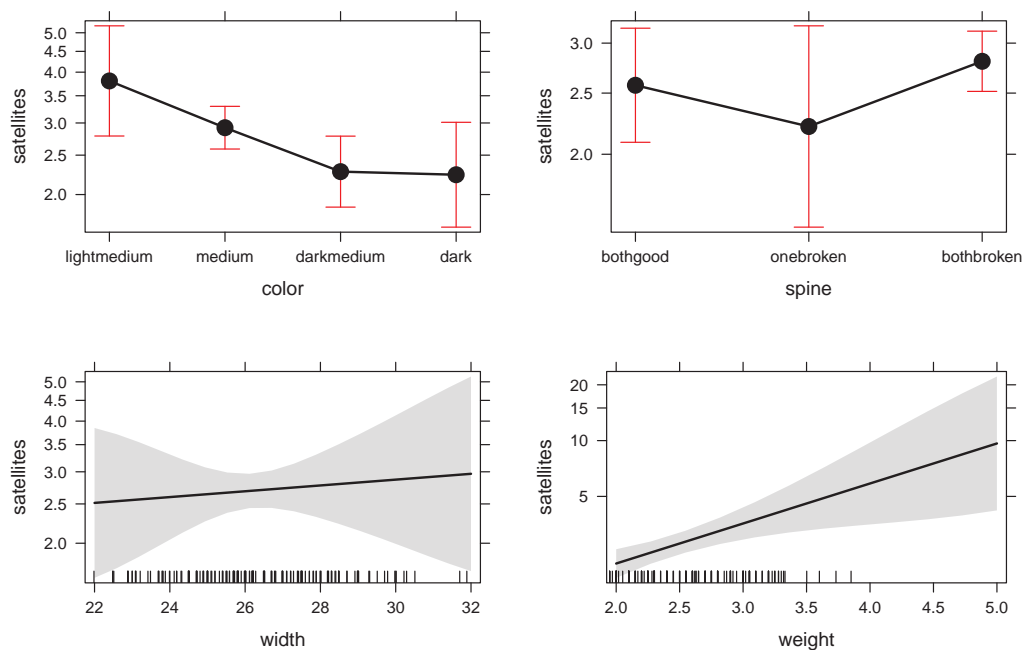 5.0
4.5
4.0
3.5
3.0
2.5
2.0
satellites
lightmedium medium darkmedium dark
color
3.0
2.5
2.0
satellites
bothgood onebroken bothbroken
spine
5.0
4.5
4.0
3.5
3.0
2.5
2.0
satellites
22 24 26 28 30 32
width
20
15
10
5
satellites
2.0 2.5 3.0 3.5 4.0 4.5 5.0
weight